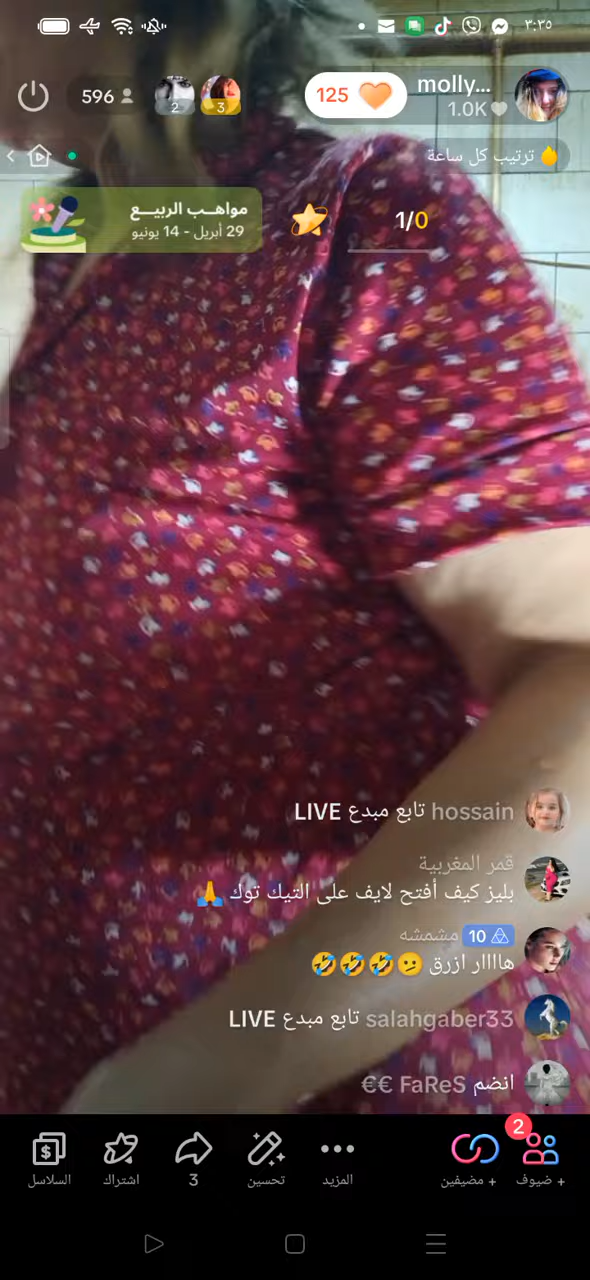 ٣:٣٥
596
2
3
125
molly...
1.0K
ترتيب كل ساعة
مواهب الربيع
29 أبريل - 14 يونيو
1/0
hossain تابع مبدع LIVE
قمر المغربية
بليز كيف أفتح لايف على التيك توك 🙏
10 مشمشه
هاااار ازرق 🫤🤣🤣🤣
salahgaber33 تابع مبدع LIVE
€€ FaReS انضم
2
+ ضيوف
+ مضيفين
المزيد
تحسين
3
اشتراك
السلاسل